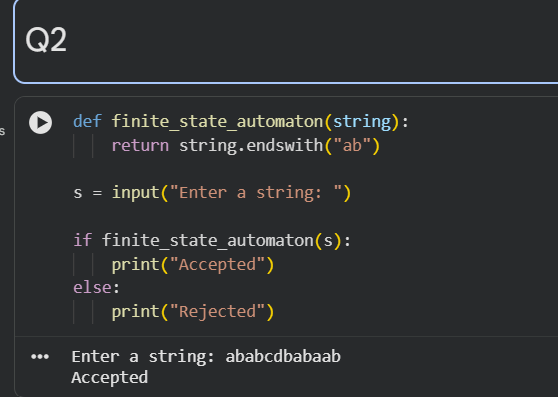 Q2
s
def finite_state_automaton(string):
return string.endswith("ab")
s = input("Enter a string: ")
if finite_state_automaton(s):
print("Accepted")
else:
print("Rejected")
Enter a string: ababcdbabaab
Accepted